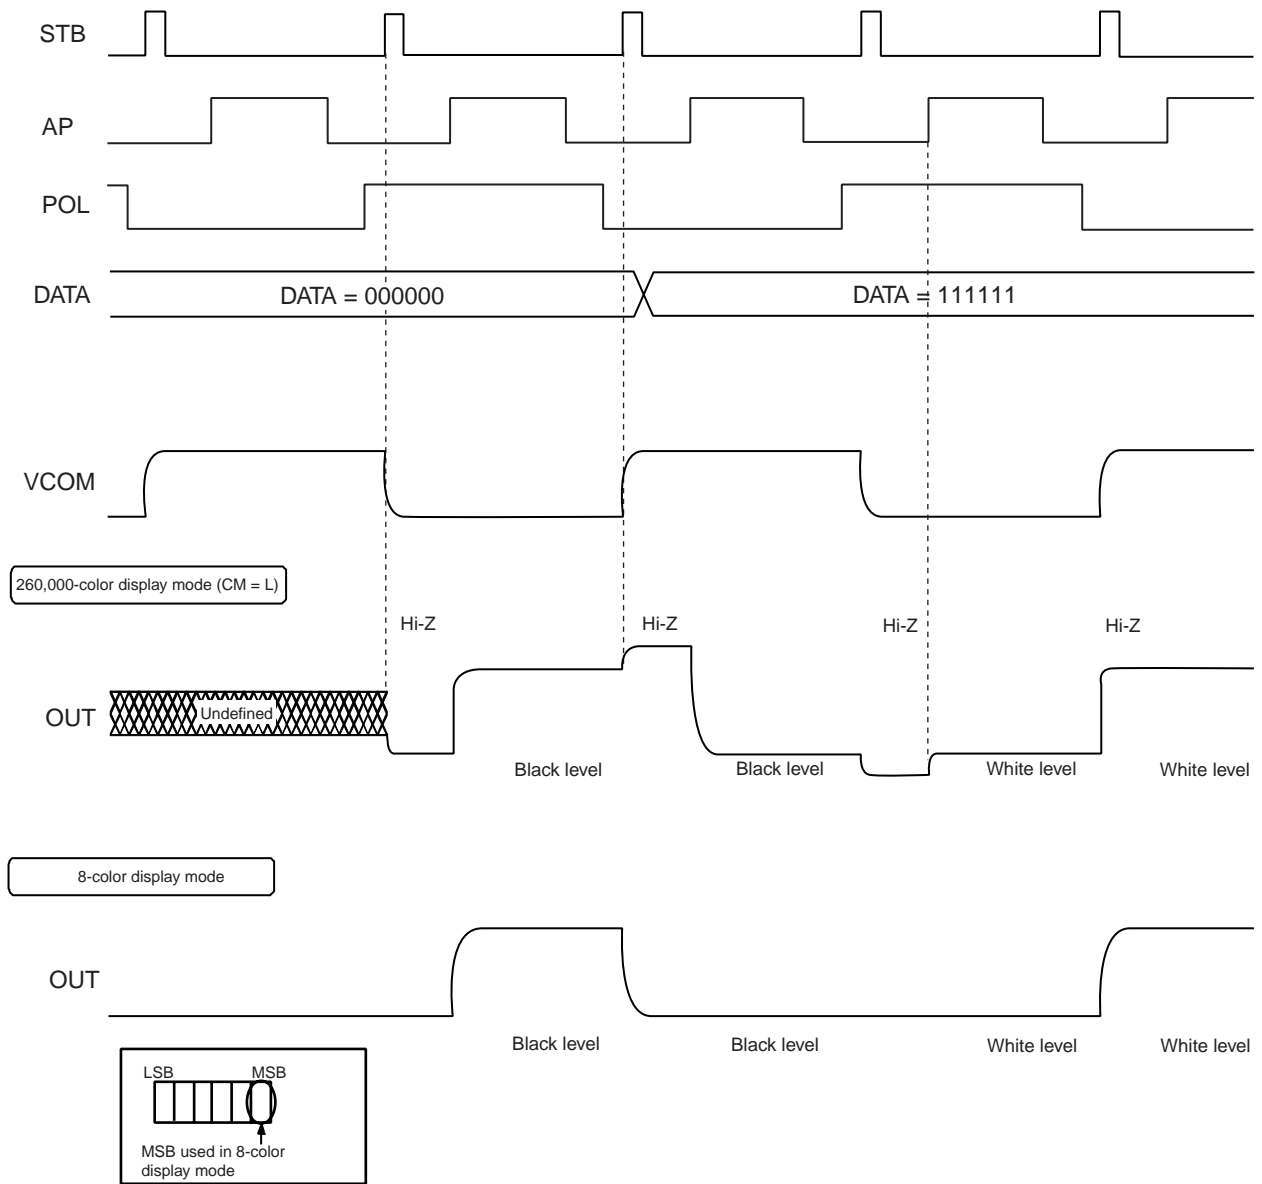 STB
AP
POL
DATA
DATA = 000000
DATA = 111111
VCOM
260,000-color display mode (CM = L)
Hi-Z
Hi-Z
Hi-Z
Hi-Z
OUT
Undefined
Black level
Black level
White level
White level
8-color display mode
OUT
Black level
Black level
White level
White level
LSB
MSB
MSB used in 8-color
display mode